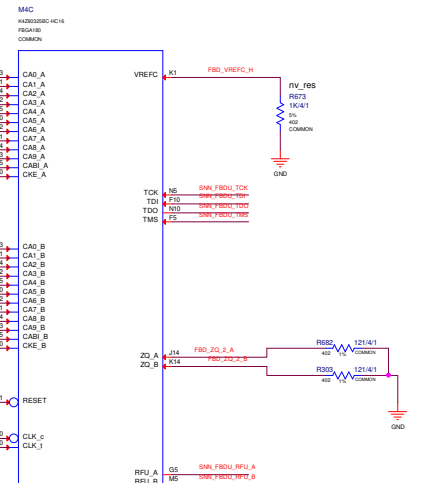 M4C
K4Z80325BC-HC16
FBGA180
COMMON
CA0_A
CA1_A
CA2_A
CA3_A
CA4_A
CA5_A
CA6_A
CA7_A
CA8_A
CA9_A
CABI_A
CKE_A
VREFC K1 FBD_VREFC_H
nv_res
R673
1K/4/1
5%
402
COMMON
GND
TCK N5 SNN_FBDU_TCK
TDI F10 SNN_FBDU_TDI
TDO N10 SNN_FBDU_TDO
TMS F5 SNN_FBDU_TMS
CA0_B
CA1_B
CA2_B
CA3_B
CA4_B
CA5_B
CA6_B
CA7_B
CA8_B
CA9_B
CABI_B
CKE_B
ZQ_A J14 FBD_ZQ_2_A
ZQ_B K14 FBD_ZQ_2_B
R682 121/4/1
402 1% COMMON
R303 121/4/1
402 1% COMMON
GND
RESET
CLK_c
CLK_t
RFU_A G5 SNN_FBDU_RFU_A
RFU_B M5 SNN_FBDU_RFU_B